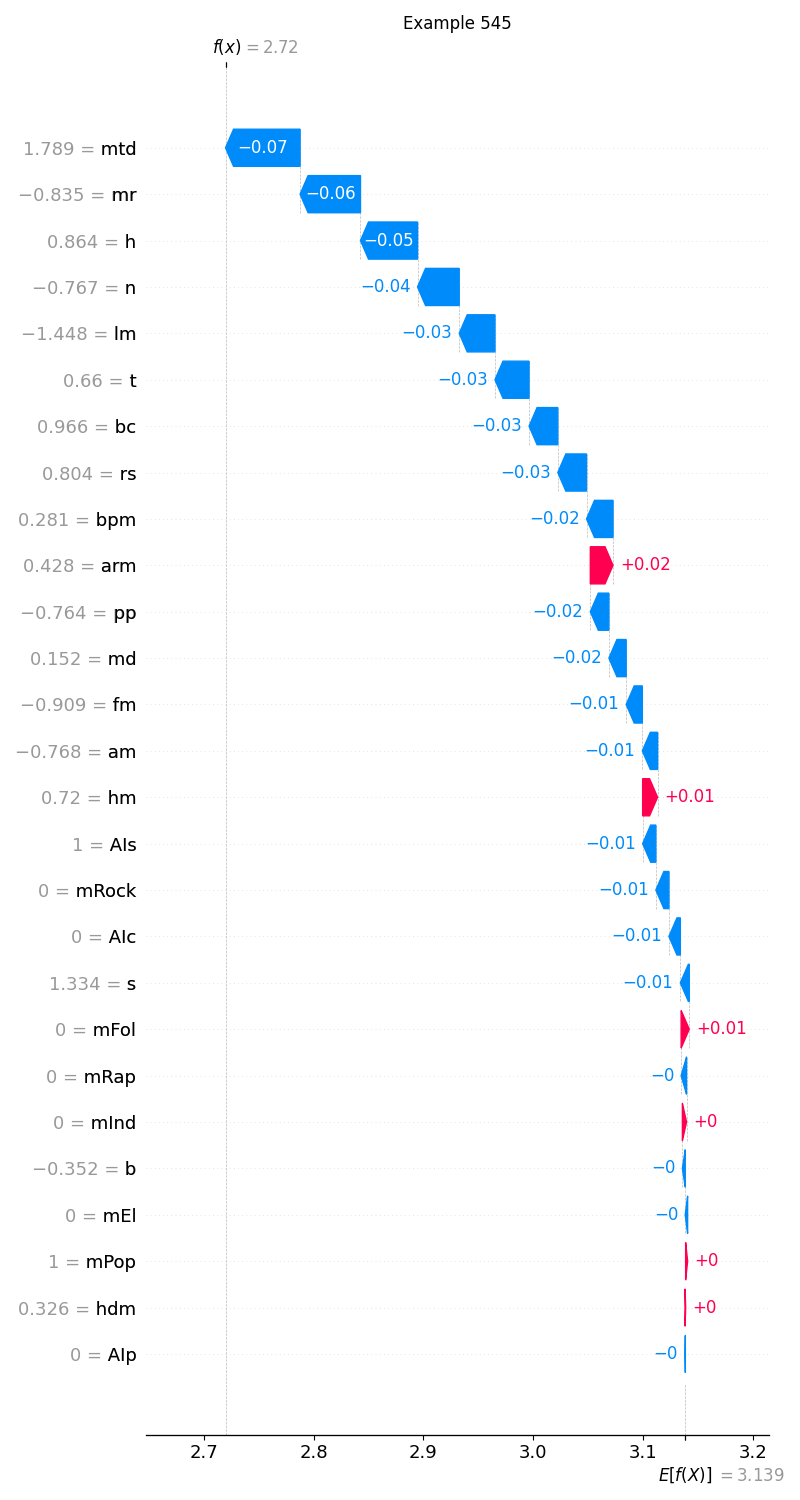 Example 545
f(x) = 2.72
1.789 = mtd −0.07
−0.835 = mr −0.06
0.864 = h −0.05
−0.767 = n −0.04
−1.448 = lm −0.03
0.66 = t −0.03
0.966 = bc −0.03
0.804 = rs −0.03
0.281 = bpm −0.02
0.428 = arm +0.02
−0.764 = pp −0.02
0.152 = md −0.02
−0.909 = fm −0.01
−0.768 = am −0.01
0.72 = hm +0.01
1 = AIs −0.01
0 = mRock −0.01
0 = AIc −0.01
1.334 = s −0.01
0 = mFol +0.01
0 = mRap −0
0 = mInd +0
−0.352 = b −0
0 = mEl −0
1 = mPop +0
0.326 = hdm +0
0 = AIp −0
2.7 2.8 2.9 3.0 3.1 3.2
E[f(X)] = 3.139